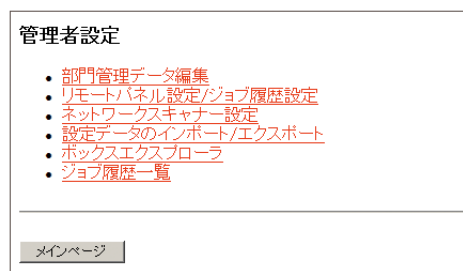 管理者設定
部門管理データ編集
リモートパネル設定/ジョブ履歴設定
ネットワークスキャナー設定
設定データのインポート/エクスポート
ボックスエクスプローラ
ジョブ履歴一覧
メインページ